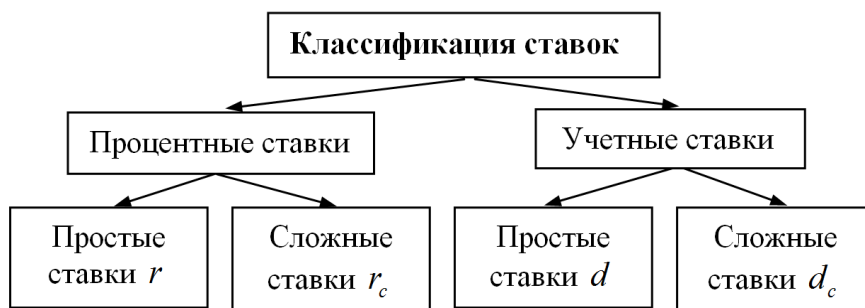 Классификация ставок
Процентные ставки
Учетные ставки
Простые
ставки r
Сложные
ставки r_c
Простые
ставки d
Сложные
ставки d_c